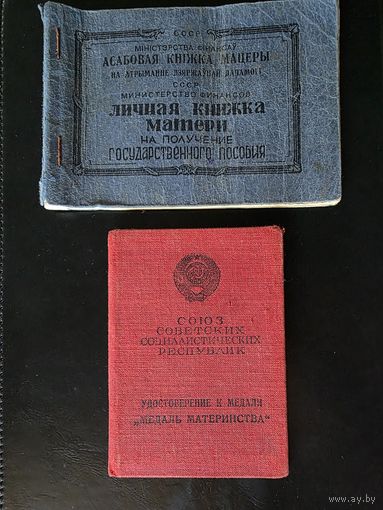 СССР
МІНІСТЭРСТВА ФІНАНСАЎ
АСАБОВАЯ КНІЖКА МАЦЕРЫ
НА АТРЫМАННЕ ДЗЯРЖАЎНАЙ ДАПАМОГІ
СССР
МИНИСТЕРСТВО ФИНАНСОВ
ЛИЧНАЯ КНИЖКА
МАТЕРИ
НА ПОЛУЧЕНИЕ
ГОСУДАРСТВЕННОГО ПОСОБИЯ
СОЮЗ
СОВЕТСКИХ
СОЦИАЛИСТИЧЕСКИХ
РЕСПУБЛИК
УДОСТОВЕРЕНИЕ К МЕДАЛИ
„МЕДАЛЬ МАТЕРИНСТВА"
www.ay.by